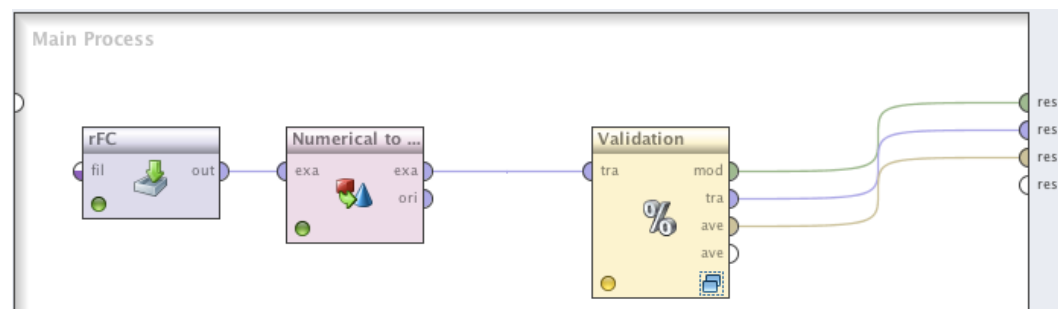 Main Process
rFC
fil
out
Numerical to ...
exa
exa
ori
Validation
tra
mod
tra
ave
ave
%
res
res
res
res